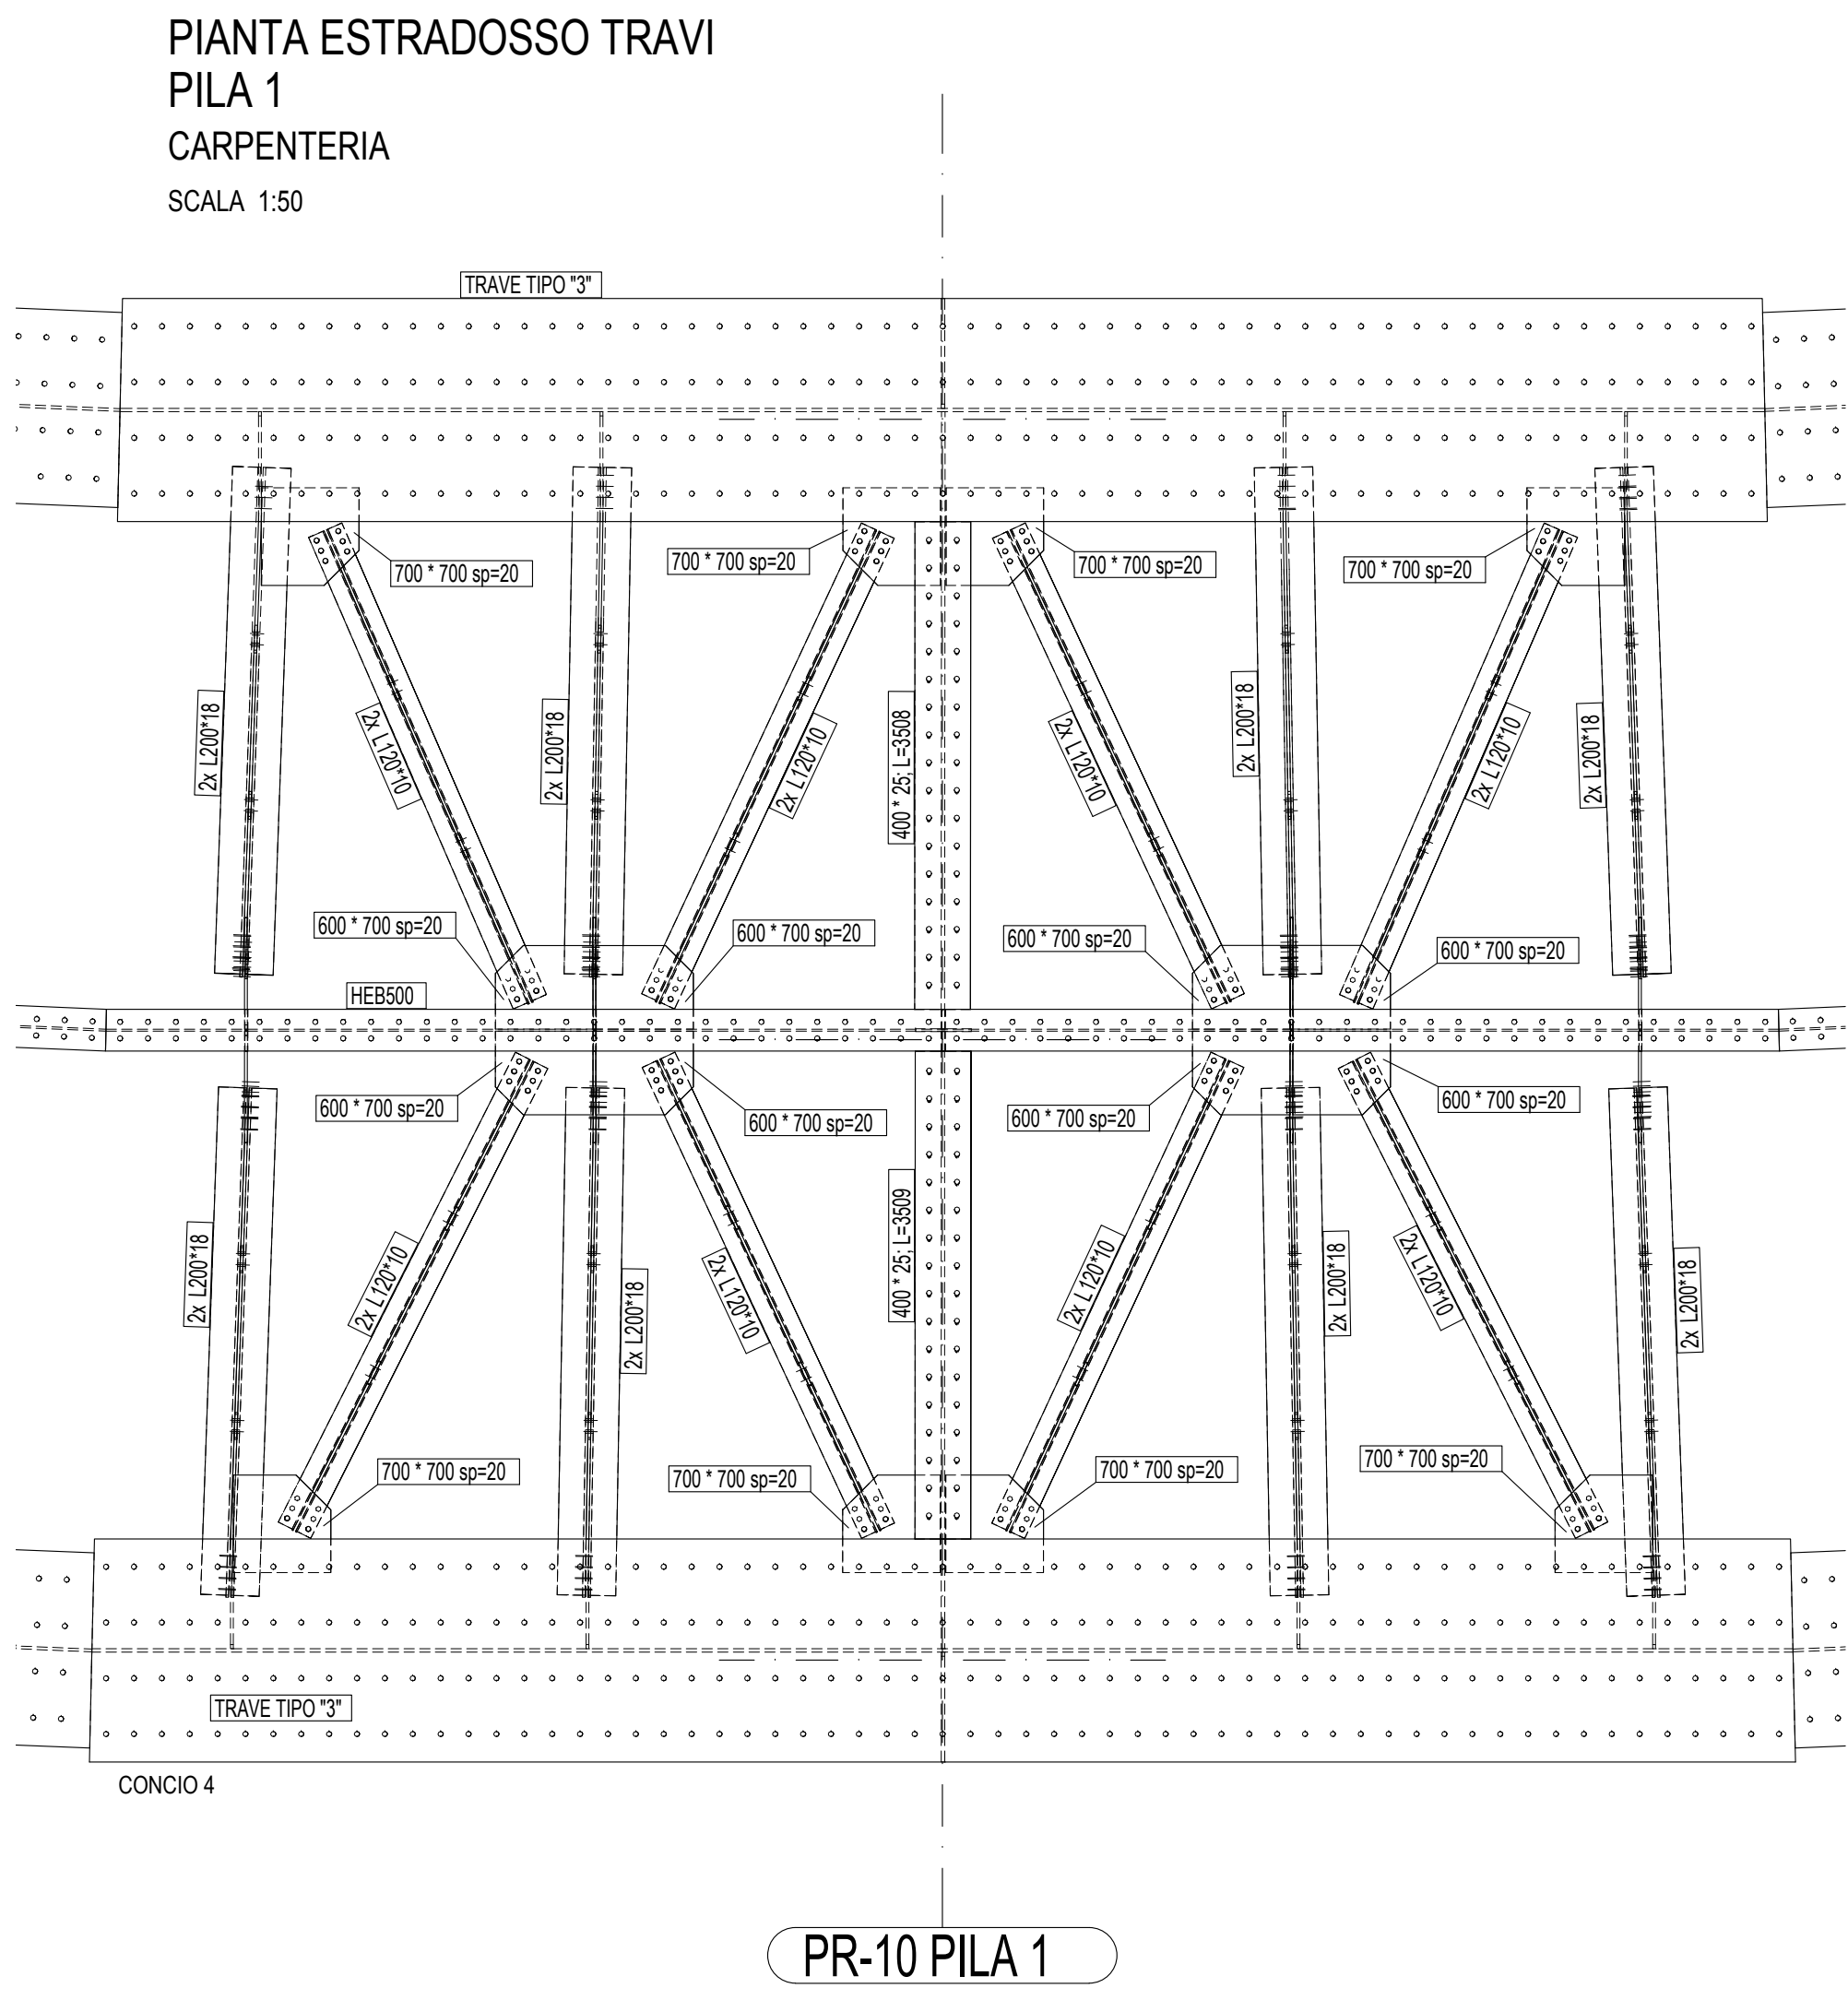 PIANTA ESTRADOSSO TRAVI
PILA 1
CARPENTERIA
SCALA 1:50
TRAVE TIPO "3"
700 * 700 sp=20
700 * 700 sp=20
700 * 700 sp=20
700 * 700 sp=20
2x L200*18
2x L120*10
2x L200*18
2x L120*10
400 * 25; L=3508
2x L120*10
2x L200*18
2x L120*10
2x L200*18
600 * 700 sp=20
600 * 700 sp=20
600 * 700 sp=20
600 * 700 sp=20
HEB500
600 * 700 sp=20
600 * 700 sp=20
600 * 700 sp=20
600 * 700 sp=20
2x L200*18
2x L120*10
2x L200*18
2x L120*10
400 * 25; L=3509
2x L120*10
2x L200*18
2x L120*10
2x L200*18
700 * 700 sp=20
700 * 700 sp=20
700 * 700 sp=20
700 * 700 sp=20
TRAVE TIPO "3"
CONCIO 4
PR-10 PILA 1